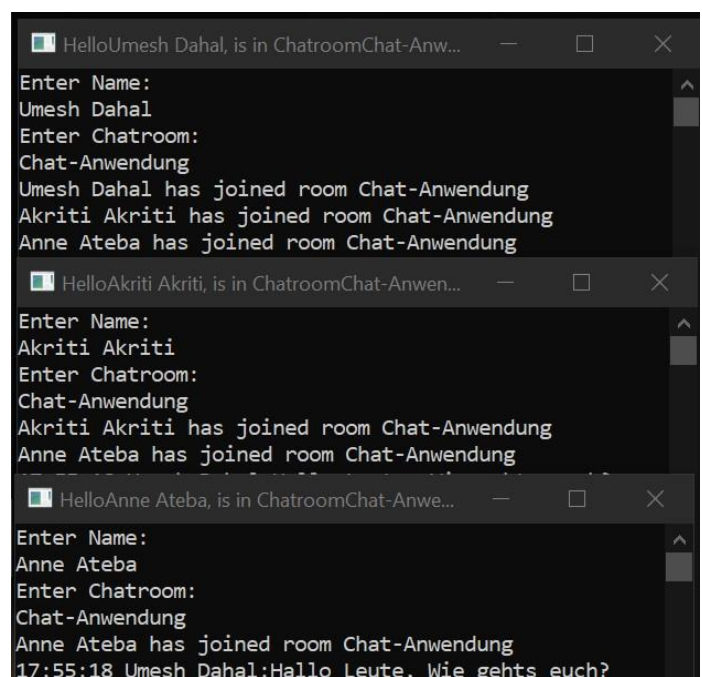 HelloUmesh Dahal, is in ChatroomChat-Anw...
Enter Name:
Umesh Dahal
Enter Chatroom:
Chat-Anwendung
Umesh Dahal has joined room Chat-Anwendung
Akriti Akriti has joined room Chat-Anwendung
Anne Ateba has joined room Chat-Anwendung
HelloAkriti Akriti, is in ChatroomChat-Anwen...
Enter Name:
Akriti Akriti
Enter Chatroom:
Chat-Anwendung
Akriti Akriti has joined room Chat-Anwendung
Anne Ateba has joined room Chat-Anwendung
HelloAnne Ateba, is in ChatroomChat-Anwe...
Enter Name:
Anne Ateba
Enter Chatroom:
Chat-Anwendung
Anne Ateba has joined room Chat-Anwendung
17:55:18 Umesh Dahal:Hallo Leute. Wie gehts euch?